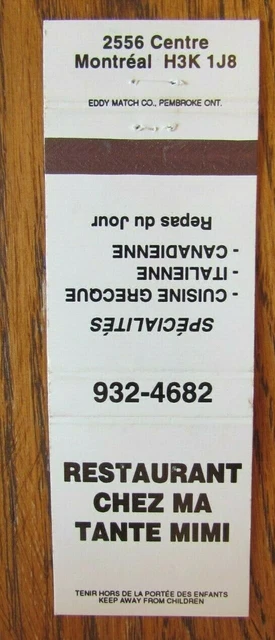 2556 Centre
Montréal H3K 1J8
EDDY MATCH CO., PEMBROKE ONT.
SPÉCIALITÉS
- CUISINE GRECQUE
- ITALIENNE
- CANADIENNE
Repas du Jour
932-4682
RESTAURANT
CHEZ MA
TANTE MIMI
TENIR HORS DE LA PORTÉE DES ENFANTS
KEEP AWAY FROM CHILDREN